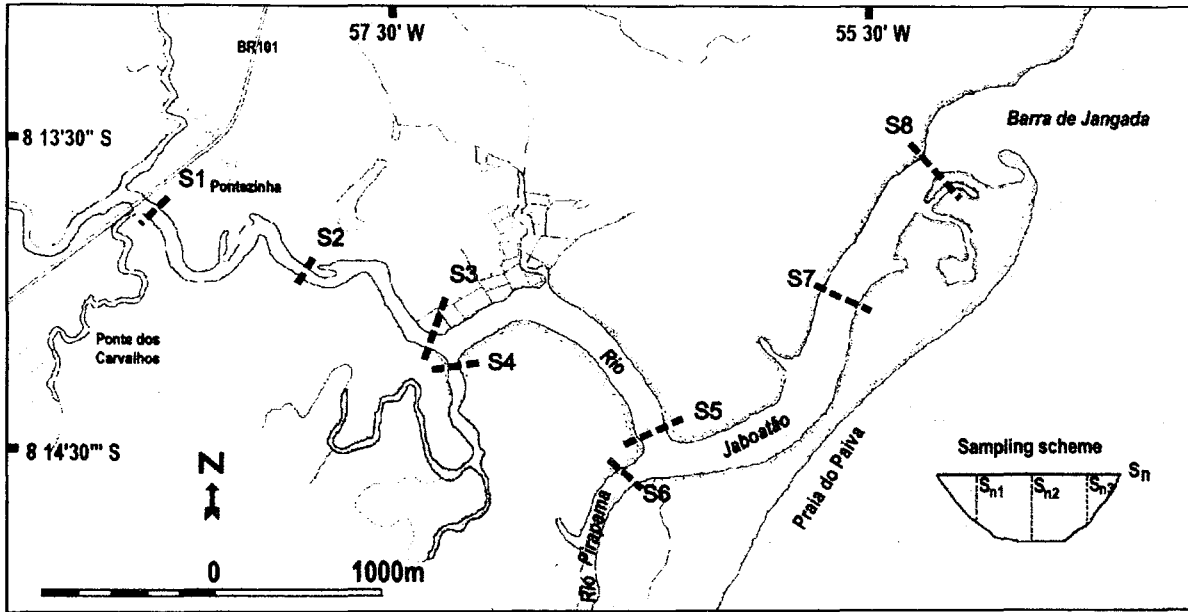 57 30' W
55 30' W
BR101
8 13'30" S
Barra de Jangada
S8
S1 Pontezinha
S2
S3
S7
Ponte dos
Carvalhos
S4
Rio
S5
Jaboatão
8 14'30''' S
N
S6
Rio Pirapama
Praia do Paiva
Sampling scheme
Sn
Sn1
Sn2
Sn3
0
1000m